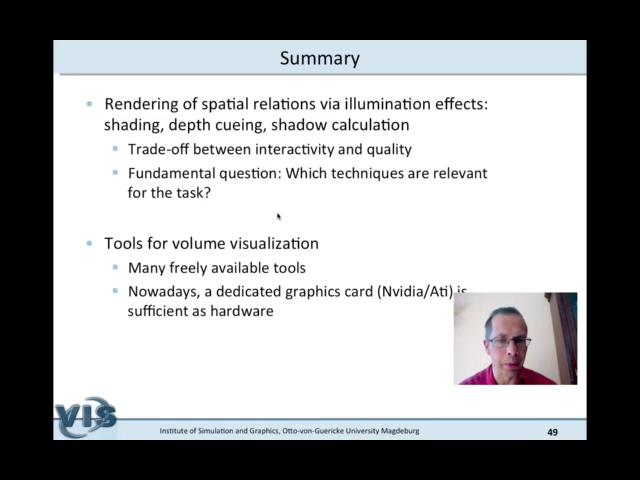 Summary
Rendering of spatial relations via illumination effects:
shading, depth cueing, shadow calculation
Trade-off between interactivity and quality
Fundamental question: Which techniques are relevant
for the task?
Tools for volume visualization
Many freely available tools
Nowadays, a dedicated graphics card (Nvidia/Ati) is
sufficient as hardware
VIS
Institute of Simulation and Graphics, Otto-von-Guericke University Magdeburg
49